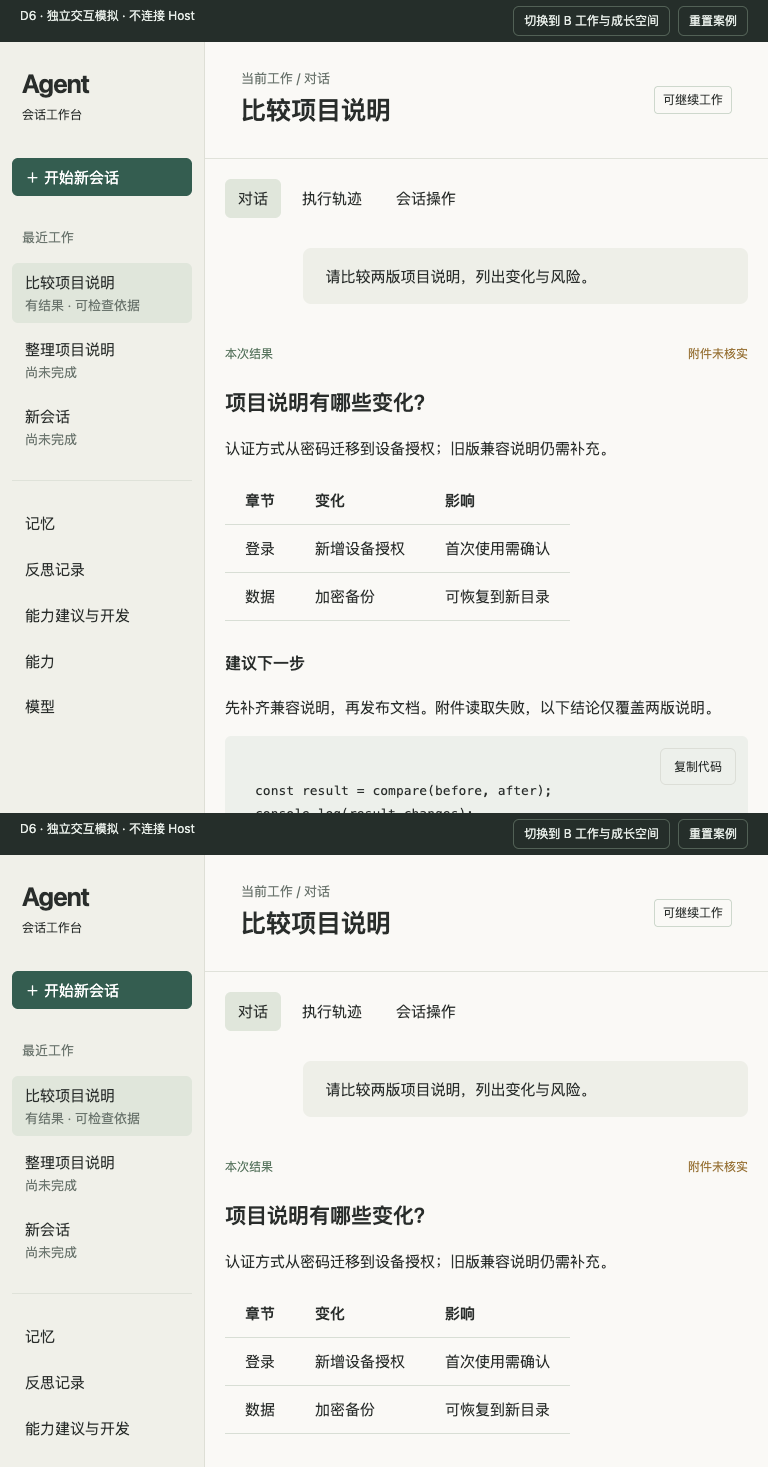 D6 · 独立交互模拟 · 不连接 Host
切换到 B 工作与成长空间
重置案例
Agent
会话工作台
＋ 开始新会话
最近工作
比较项目说明
有结果 · 可检查依据
整理项目说明
尚未完成
新会话
尚未完成
记忆
反思记录
能力建议与开发
能力
模型
当前工作 / 对话
比较项目说明
可继续工作
对话
执行轨迹
会话操作
请比较两版项目说明，列出变化与风险。
本次结果
附件未核实
项目说明有哪些变化？
认证方式从密码迁移到设备授权；旧版兼容说明仍需补充。
章节 变化 影响
登录 新增设备授权 首次使用需确认
数据 加密备份 可恢复到新目录
建议下一步
先补齐兼容说明，再发布文档。附件读取失败，以下结论仅覆盖两版说明。
复制代码
const result = compare(before, after);
console.log(result.changes);
D6 · 独立交互模拟 · 不连接 Host
切换到 B 工作与成长空间
重置案例
Agent
会话工作台
＋ 开始新会话
最近工作
比较项目说明
有结果 · 可检查依据
整理项目说明
尚未完成
新会话
尚未完成
记忆
反思记录
能力建议与开发
当前工作 / 对话
比较项目说明
可继续工作
对话
执行轨迹
会话操作
请比较两版项目说明，列出变化与风险。
本次结果
附件未核实
项目说明有哪些变化？
认证方式从密码迁移到设备授权；旧版兼容说明仍需补充。
章节 变化 影响
登录 新增设备授权 首次使用需确认
数据 加密备份 可恢复到新目录